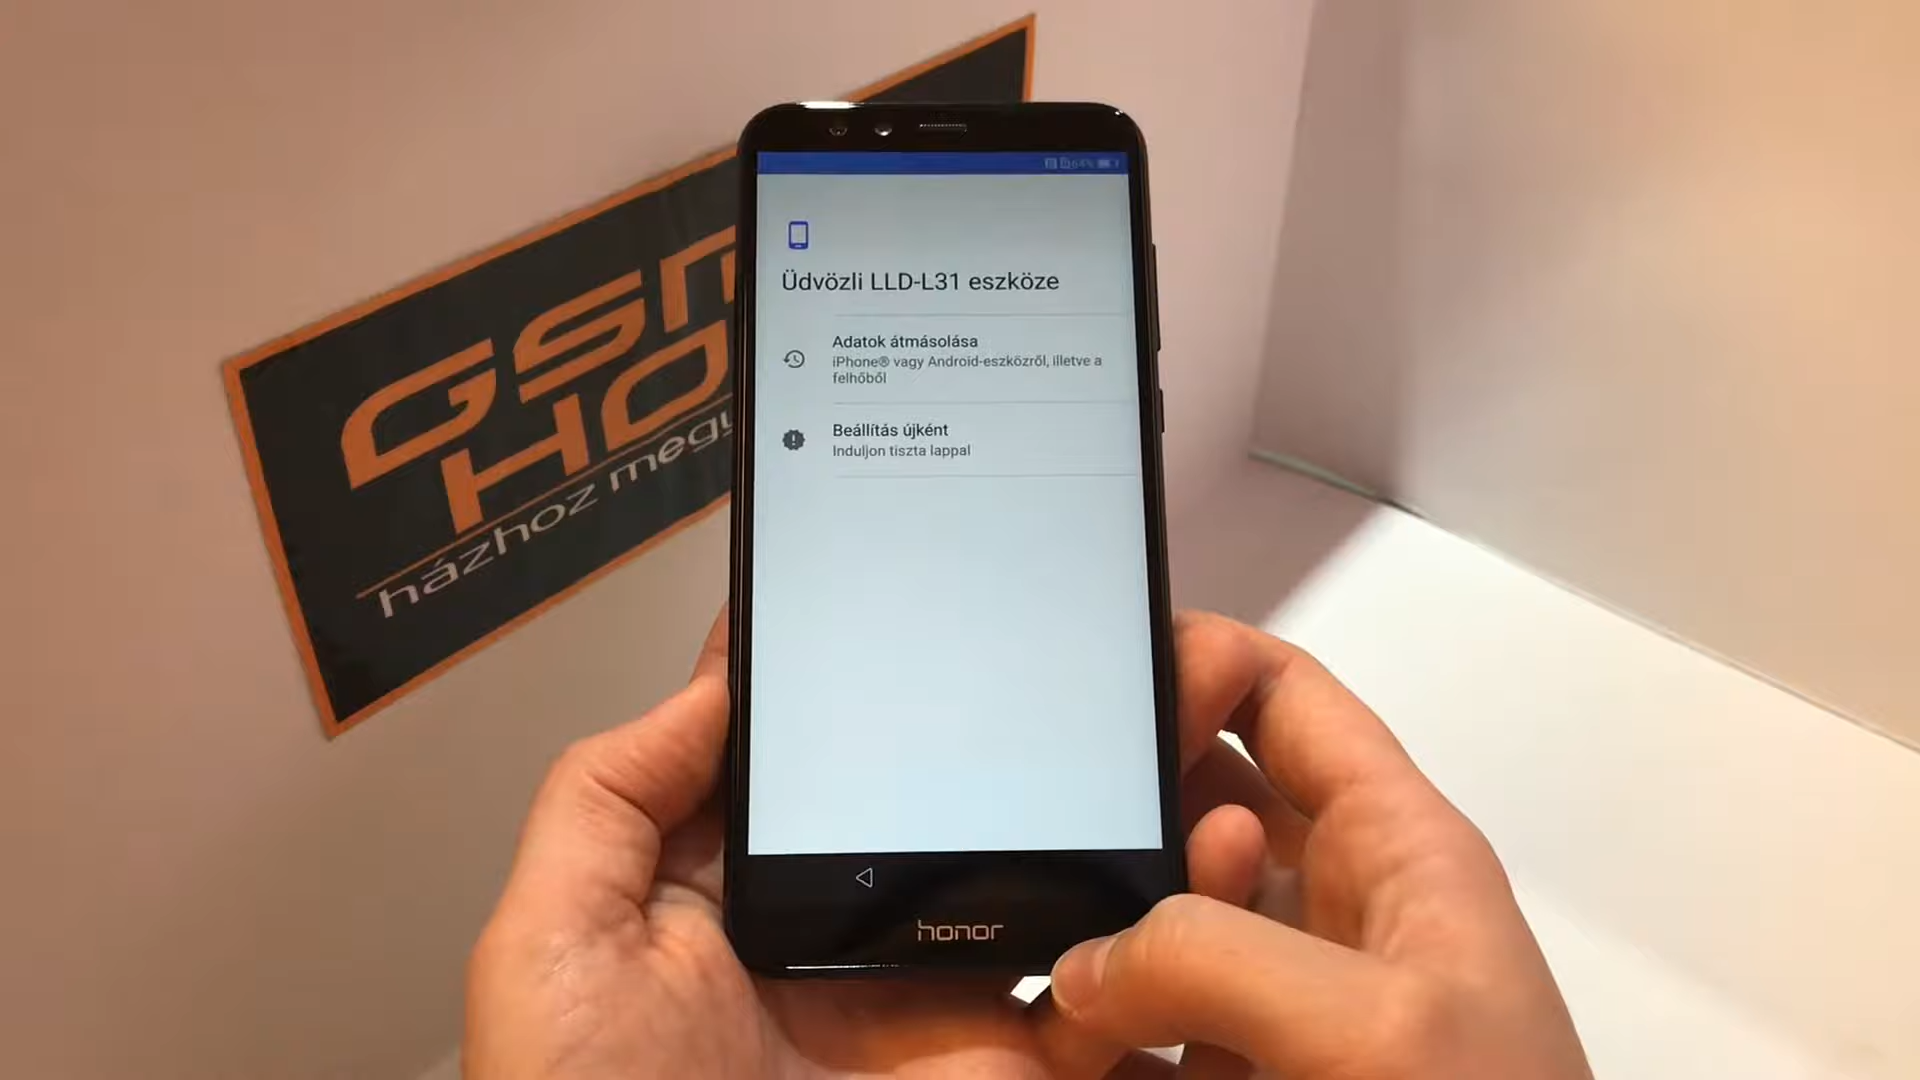 GSM
HO
házhoz megy
64%
Üdvözli LLD-L31 eszköze
Adatok átmásolása
iPhone® vagy Android-eszközről, illetve a
felhőből
Beállítás újként
Induljon tiszta lappal
honor